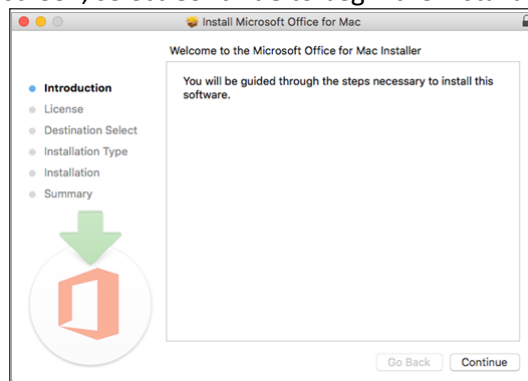 Install Microsoft Office for Mac
Welcome to the Microsoft Office for Mac Installer
Introduction
License
Destination Select
Installation Type
Installation
Summary
You will be guided through the steps necessary to install this
software.
Go Back
Continue